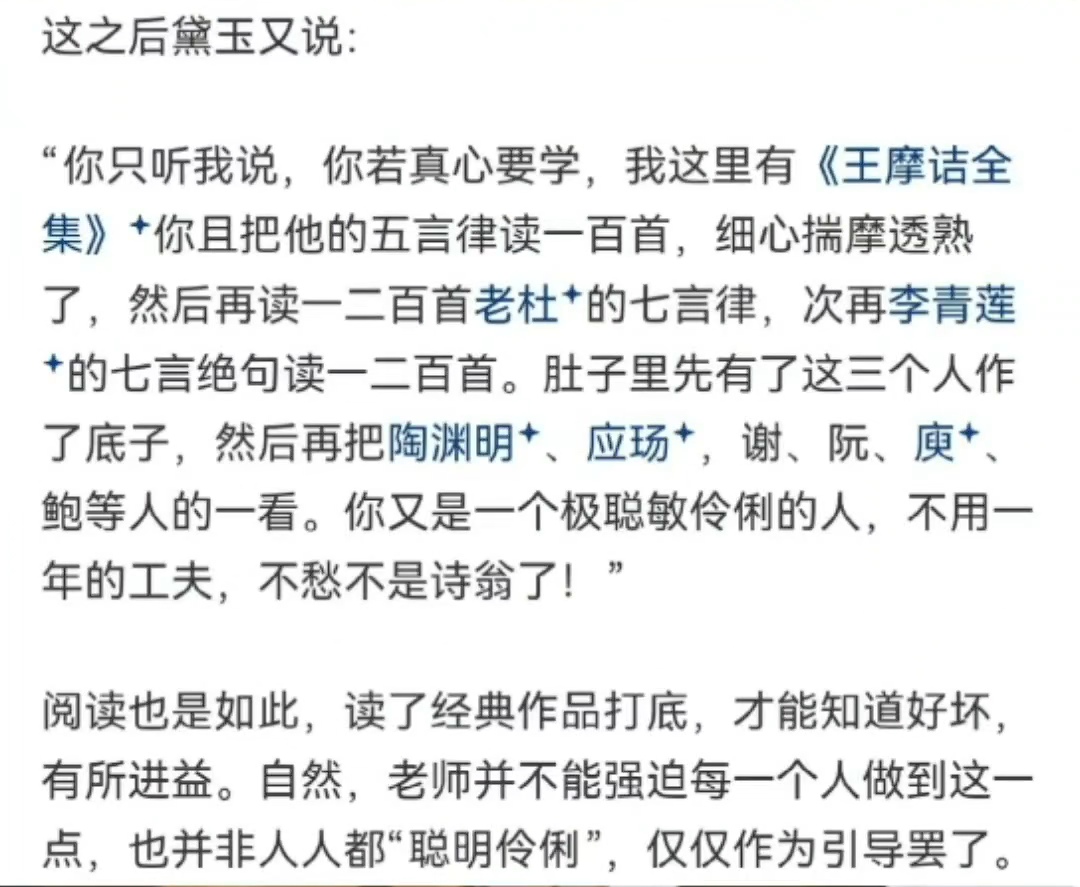 这之后黛玉又说：
“你只听我说，你若真心要学，我这里有《王摩诘全
集》你且把他的五言律读一百首，细心揣摩透熟
了，然后再读一二百首老杜的七言律，次再李青莲
的七言绝句读一二百首。肚子里先有了这三个人作
了底子，然后再把陶渊明、应玚，谢、阮、庾、
鲍等人的一看。你又是一个极聪敏伶俐的人，不用一
年的工夫，不愁不是诗翁了！”
阅读也是如此，读了经典作品打底，才能知道好坏，
有所进益。自然，老师并不能强迫每一个人做到这一
点，也并非人人都“聪明伶俐”，仅仅作为引导罢了。